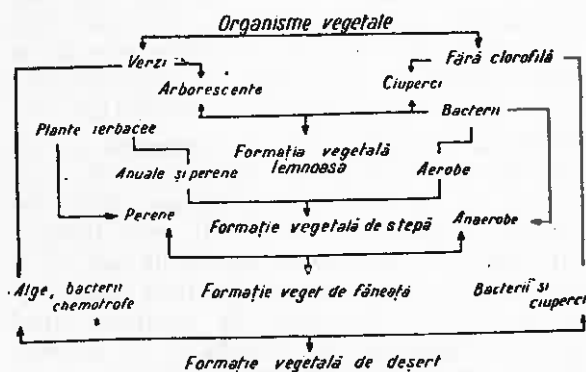 Organisme vegetale
Verzi
Fără clorofilă
Arborescente
Ciuperci
Bacterii
Plante ierbacee
Formația vegetală
lemnoasă
Anuale și perene
Aerobe
Perene
Formație vegetală de stepă
Anaerobe
Alge, bacterii
chemotrofe
Formație veget de fâneață
Bacterii și
ciuperci
Formație vegetală de deșert